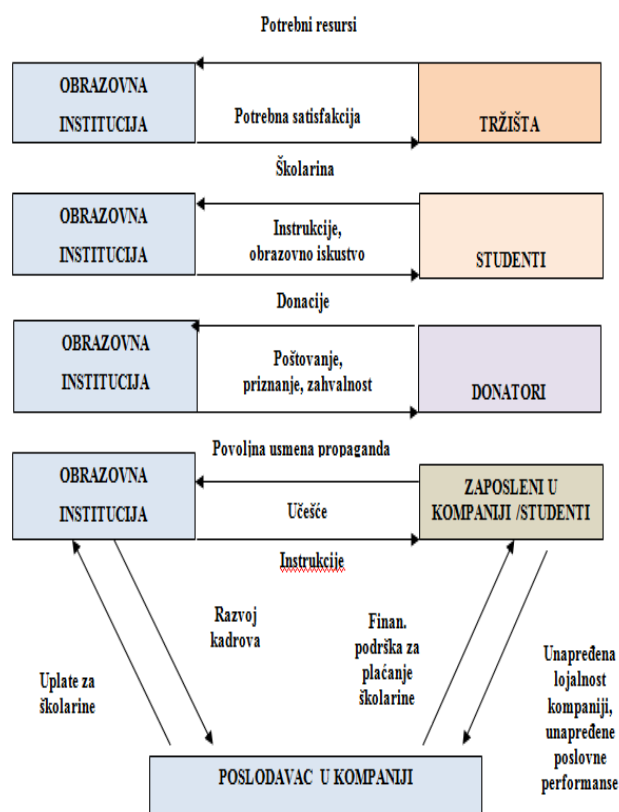 Potrebni resursi
OBRAZOVNA
INSTITUCIJA
Potrebna satisfakcija
TRŽIŠTA
Školarina
OBRAZOVNA
INSTITUCIJA
Instrukcije,
obrazovno iskustvo
STUDENTI
Donacije
OBRAZOVNA
INSTITUCIJA
Poštovanje,
priznanje, zahvalnost
DONATORI
Povoljna usmena propaganda
OBRAZOVNA
INSTITUCIJA
Učešće
ZAPOSLENI U
KOMPANIJI /STUDENTI
Instrukcije
Uplate za
školarine
Razvoj
kadrova
Finan.
podrška za
plaćanje
školarine
Unapređena
lojalnost
kompaniji,
unapređene
poslovne
performanse
POSLODAVAC U KOMPANIJI